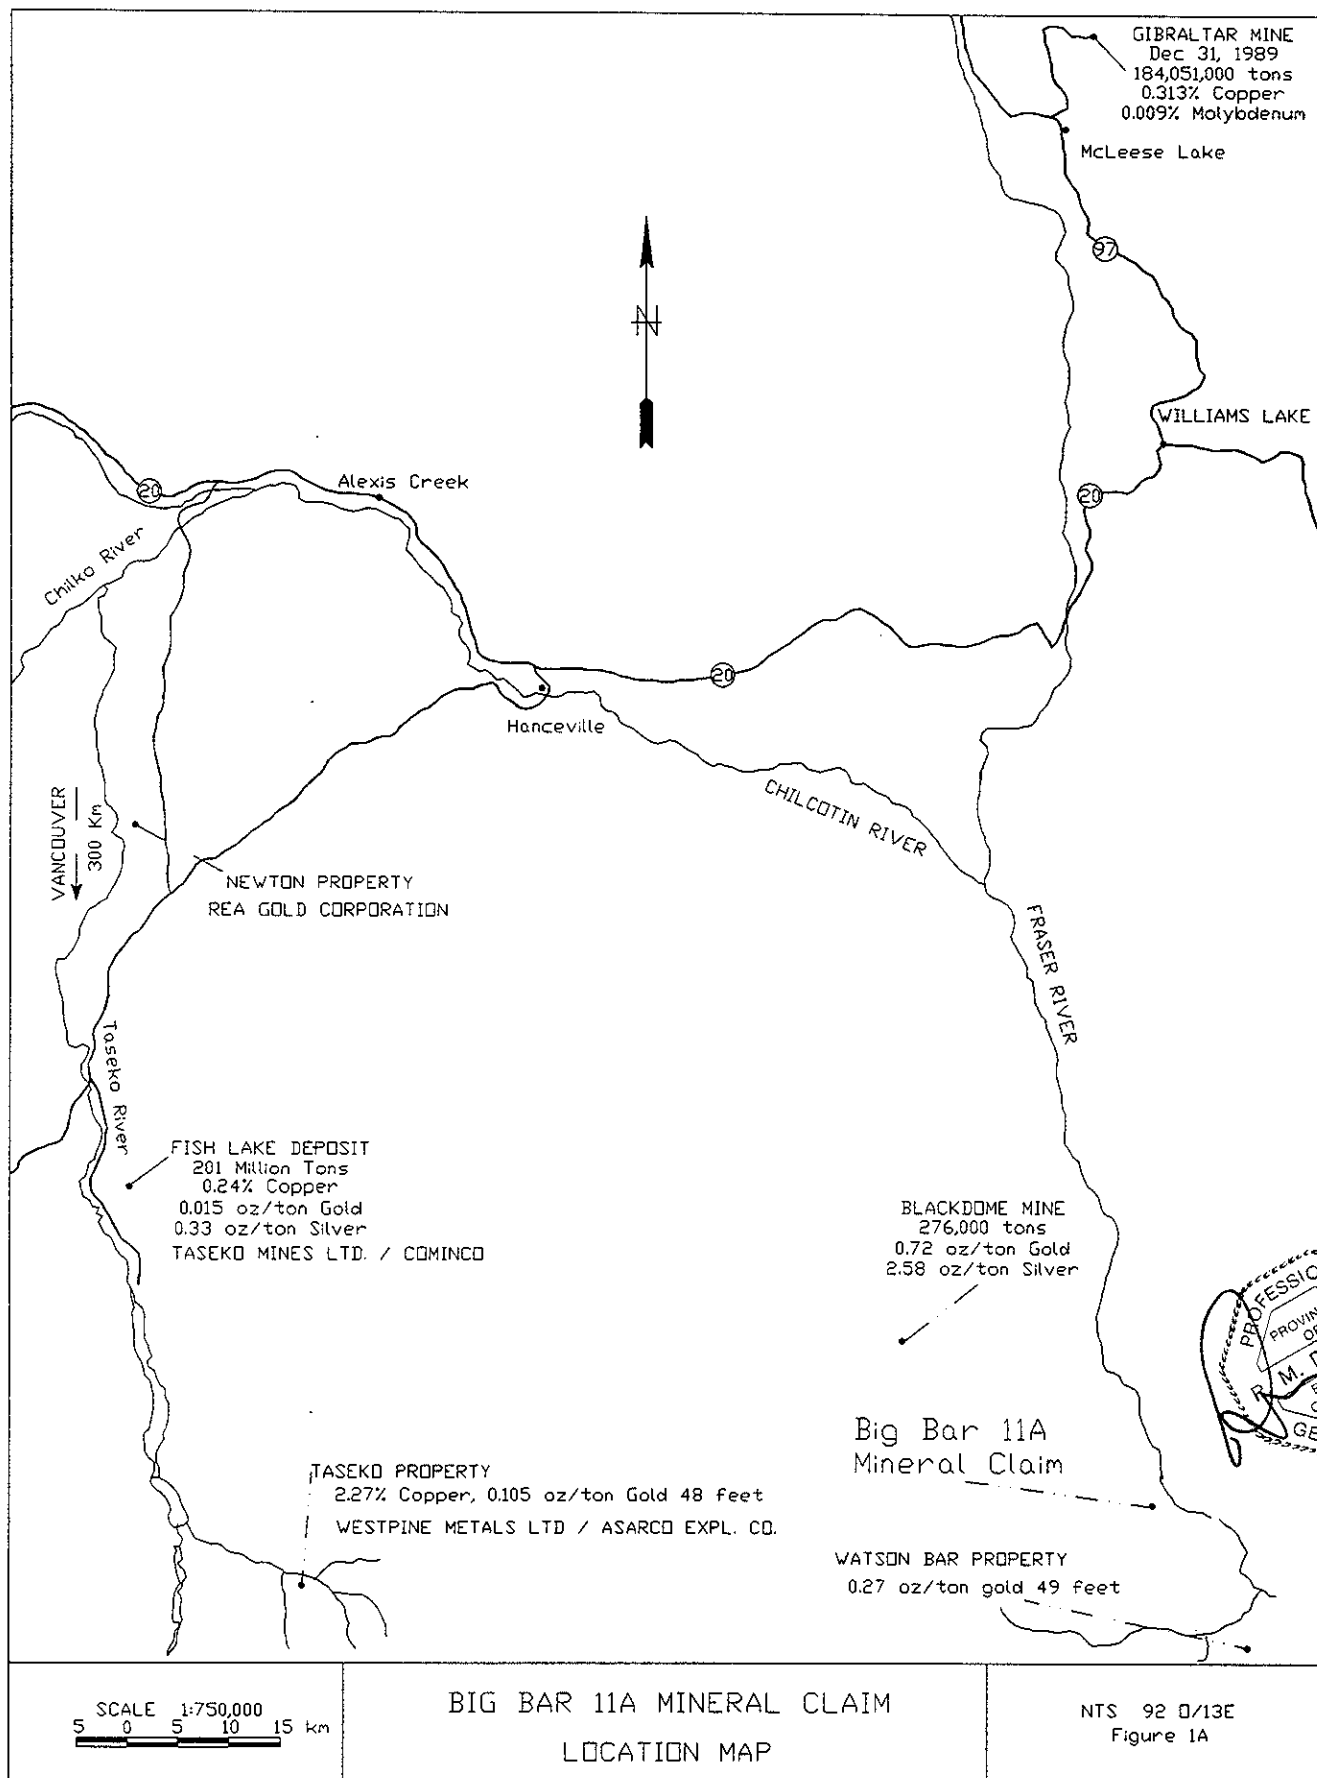 GIBRALTAR MINE
Dec 31, 1989
184,051,000 tons
0.313% Copper
0.009% Molybdenum
McLeese Lake
97
WILLIAMS LAKE
N
20
Alexis Creek
20
Chilko River
20
Hanceville
CHILCOTIN RIVER
VANCOUVER
300 Km
NEWTON PROPERTY
REA GOLD CORPORATION
FRASER RIVER
Taseko River
FISH LAKE DEPOSIT
201 Million Tons
0.24% Copper
0.015 oz/ton Gold
0.33 oz/ton Silver
TASEKO MINES LTD. / COMINCO
BLACKDOME MINE
276,000 tons
0.72 oz/ton Gold
2.58 oz/ton Silver
PROFESSIO
PROVIN
OF
R. M. D
GE
Big Bar 11A
Mineral Claim
TASEKO PROPERTY
2.27% Copper, 0.105 oz/ton Gold 48 feet
WESTPINE METALS LTD / ASARCO EXPL. CO.
WATSON BAR PROPERTY
0.27 oz/ton gold 49 feet
SCALE 1:750,000
5 0 5 10 15 km
BIG BAR 11A MINERAL CLAIM
LOCATION MAP
NTS 92 O/13E
Figure 1A